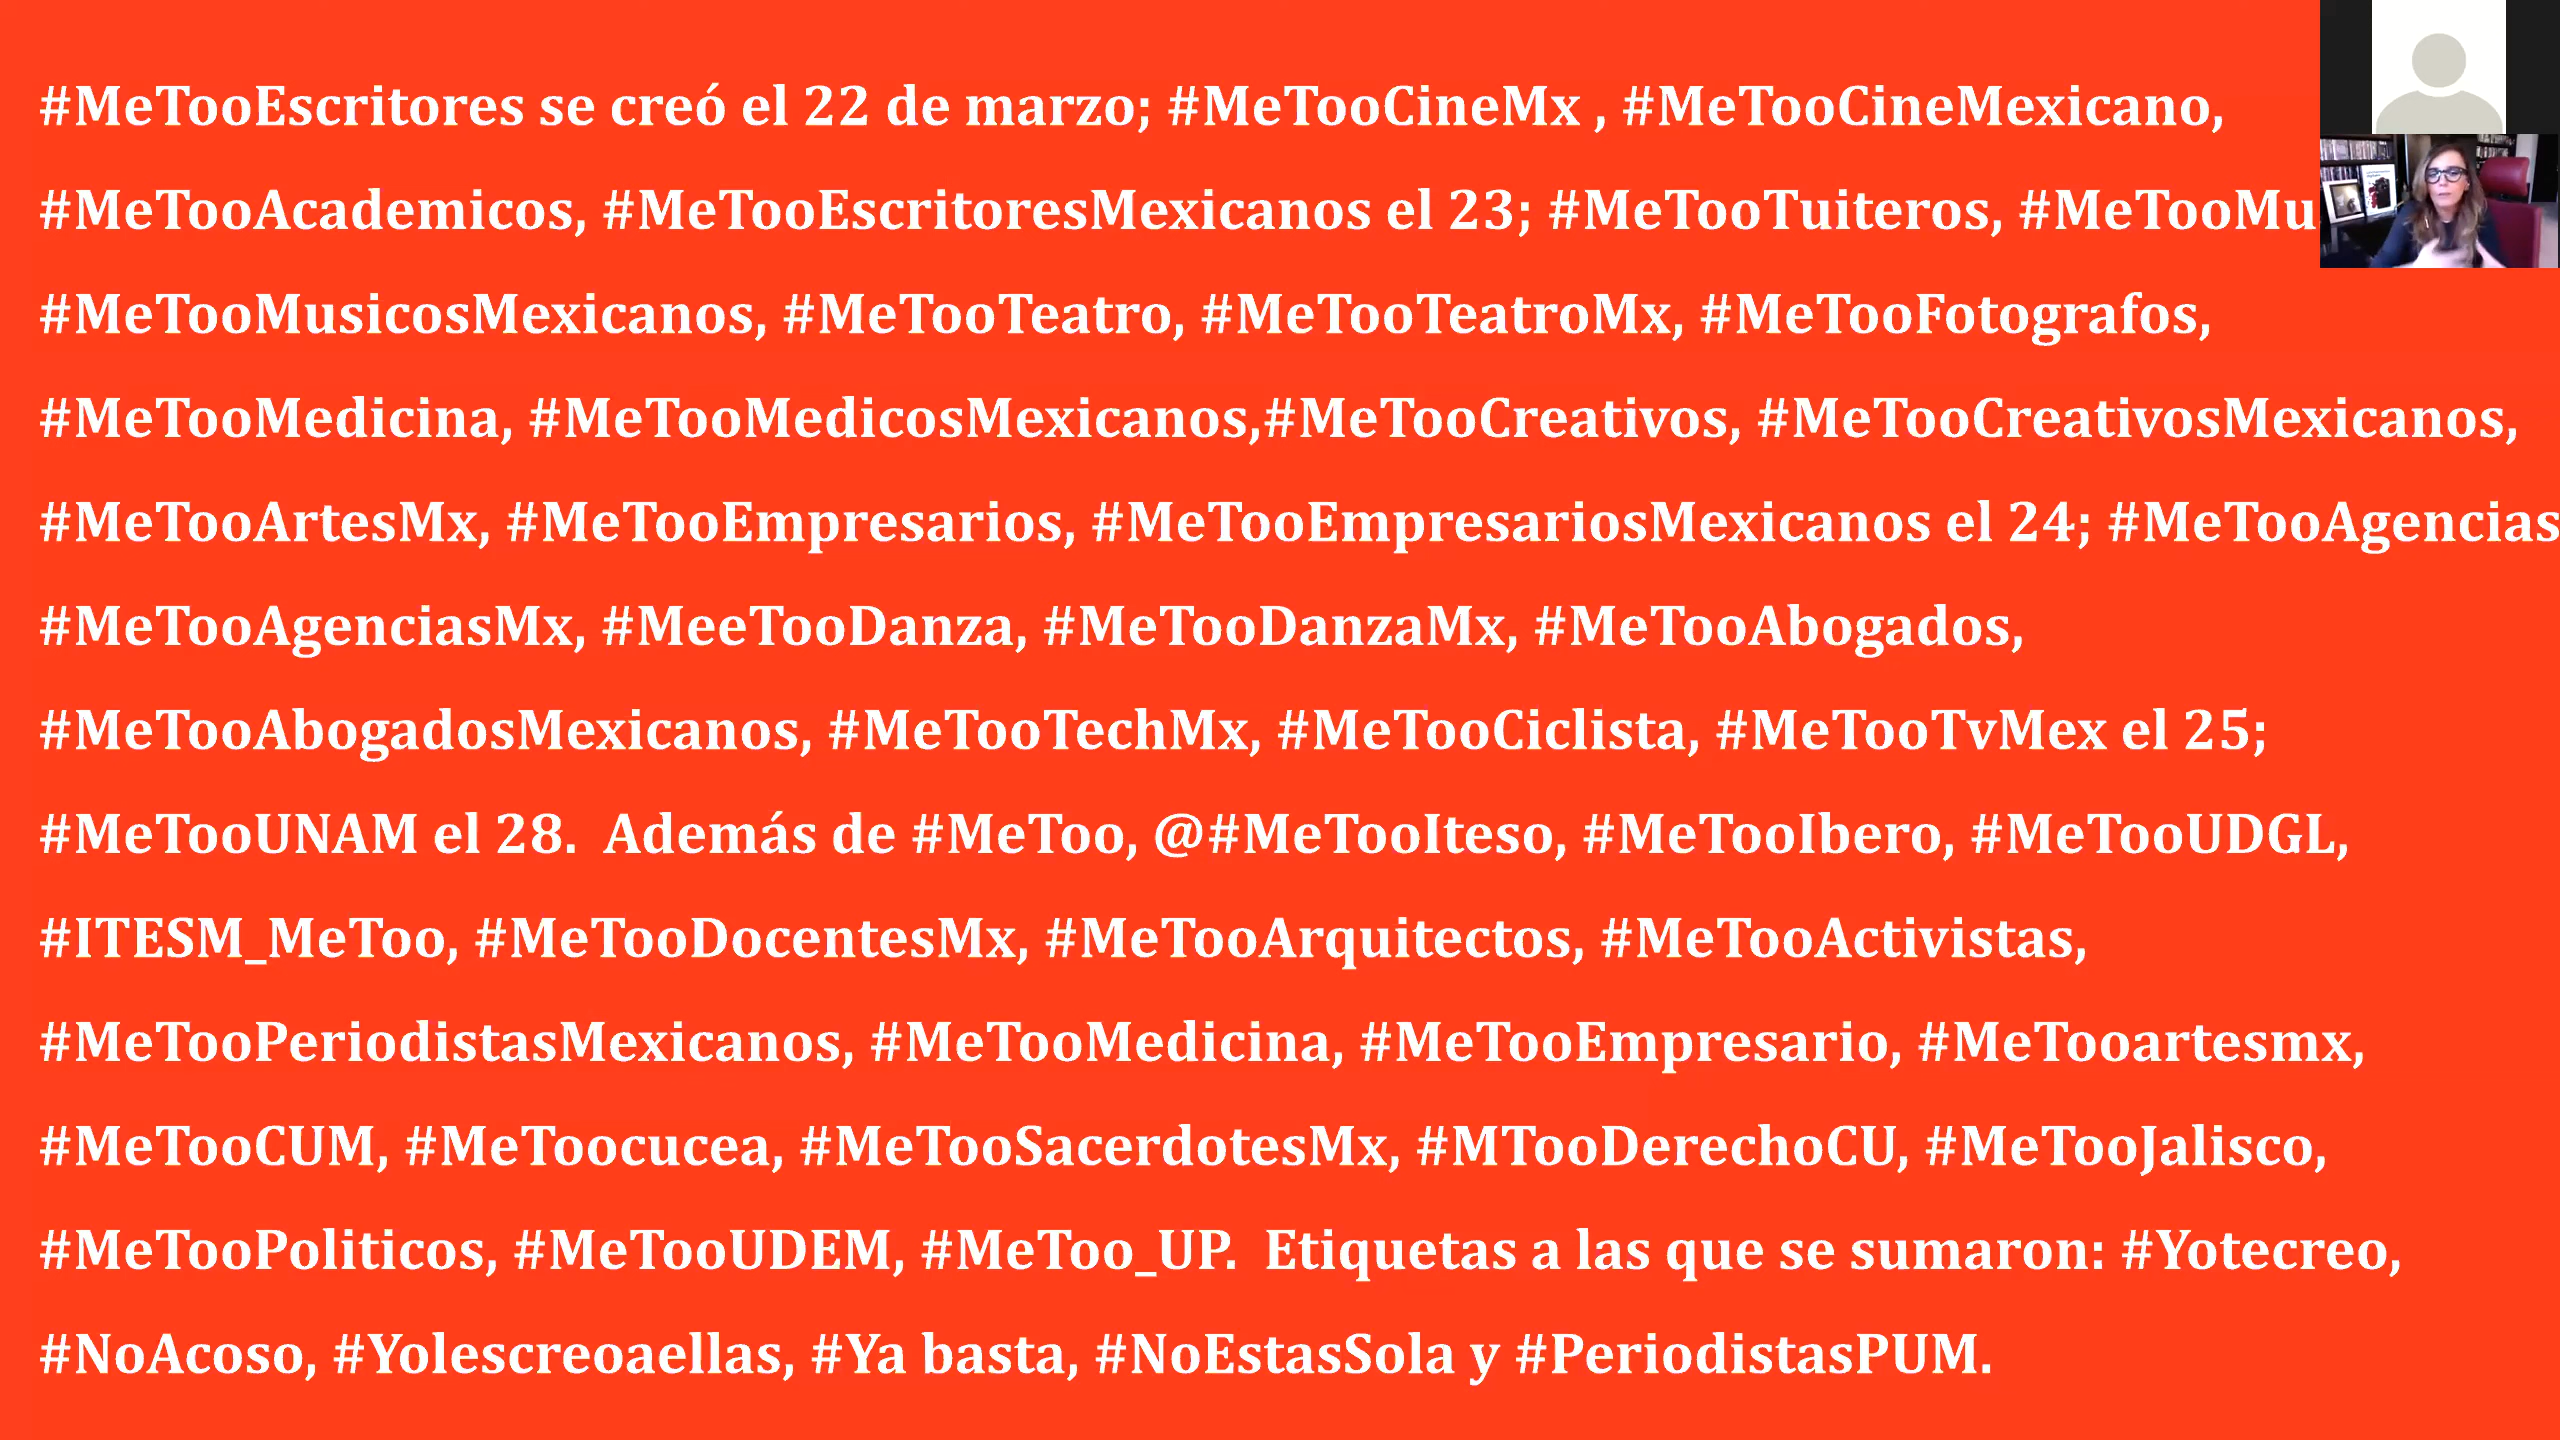 #MeTooEscritores se creó el 22 de marzo; #MeTooCineMx , #MeTooCineMexicano,
#MeTooAcademicos, #MeTooEscritoresMexicanos el 23; #MeTooTuiteros, #MeTooMu
#MeTooMusicosMexicanos, #MeTooTeatro, #MeTooTeatroMx, #MeTooFotografos,
#MeTooMedicina, #MeTooMedicosMexicanos,#MeTooCreativos, #MeTooCreativosMexicanos,
#MeTooArtesMx, #MeTooEmpresarios, #MeTooEmpresariosMexicanos el 24; #MeTooAgencias
#MeTooAgenciasMx, #MeeTooDanza, #MeTooDanzaMx, #MeTooAbogados,
#MeTooAbogadosMexicanos, #MeTooTechMx, #MeTooCiclista, #MeTooTvMex el 25;
#MeTooUNAM el 28.  Además de #MeToo, @#MeTooIteso, #MeTooIbero, #MeTooUDGL,
#ITESM_MeToo, #MeTooDocentesMx, #MeTooArquitectos, #MeTooActivistas,
#MeTooPeriodistasMexicanos, #MeTooMedicina, #MeTooEmpresario, #MeTooartesmx,
#MeTooCUM, #MeToocucea, #MeTooSacerdotesMx, #MTooDerechoCU, #MeTooJalisco,
#MeTooPoliticos, #MeTooUDEM, #MeToo_UP.  Etiquetas a las que se sumaron: #Yotecreo,
#NoAcoso, #Yolescreoaellas, #Ya basta, #NoEstasSola y #PeriodistasPUM.